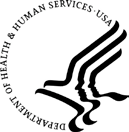 DEPARTMENT OF HEALTH & HUMAN SERVICES · USA